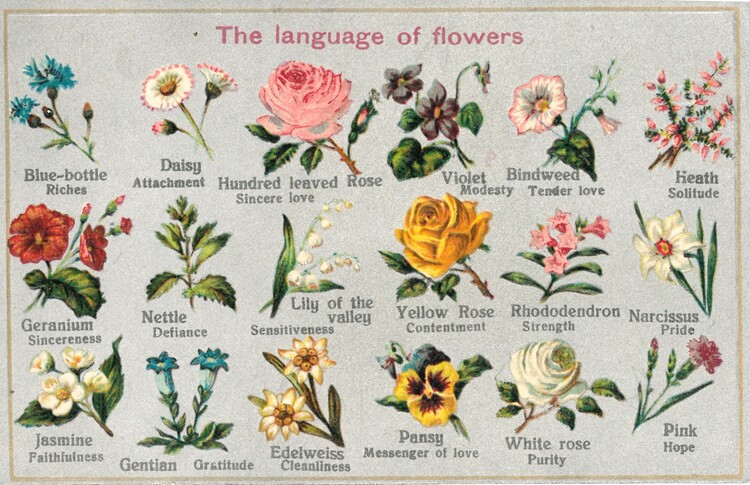 The language of flowers
Blue-bottle
Riches
Daisy
Attachment
Hundred leaved Rose
Sincere love
Violet
Modesty
Bindweed
Tender love
Heath
Solitude
Geranium
Sincereness
Nettle
Defiance
Lily of the
valley
Sensitiveness
Yellow Rose
Contentment
Rhododendron
Strength
Narcissus
Pride
Jasmine
Faithfulness
Gentian
Gratitude
Edelweiss
Cleanliness
Pansy
Messenger of love
White rose
Purity
Pink
Hope